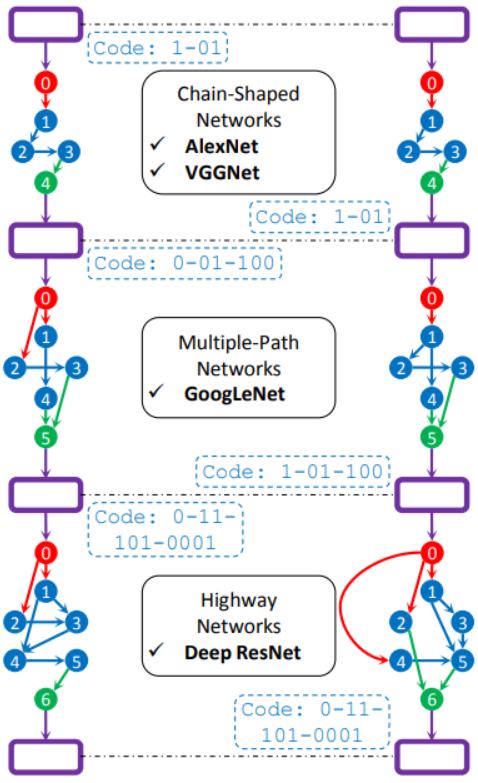 Code: 1-01
0
0
Chain-Shaped
Networks
✓ AlexNet
✓ VGGNet
1
1
2 3
2 3
4
4
Code: 1-01
Code: 0-01-100
0
0
Multiple-Path
Networks
✓ GoogLeNet
1
1
2 3
2 3
4
4
5
5
Code: 1-01-100
Code: 0-11-
101-0001
0
0
Highway
Networks
✓ Deep ResNet
1
1
2 3
2 3
4 5
4 5
6
6
Code: 0-11-
101-0001